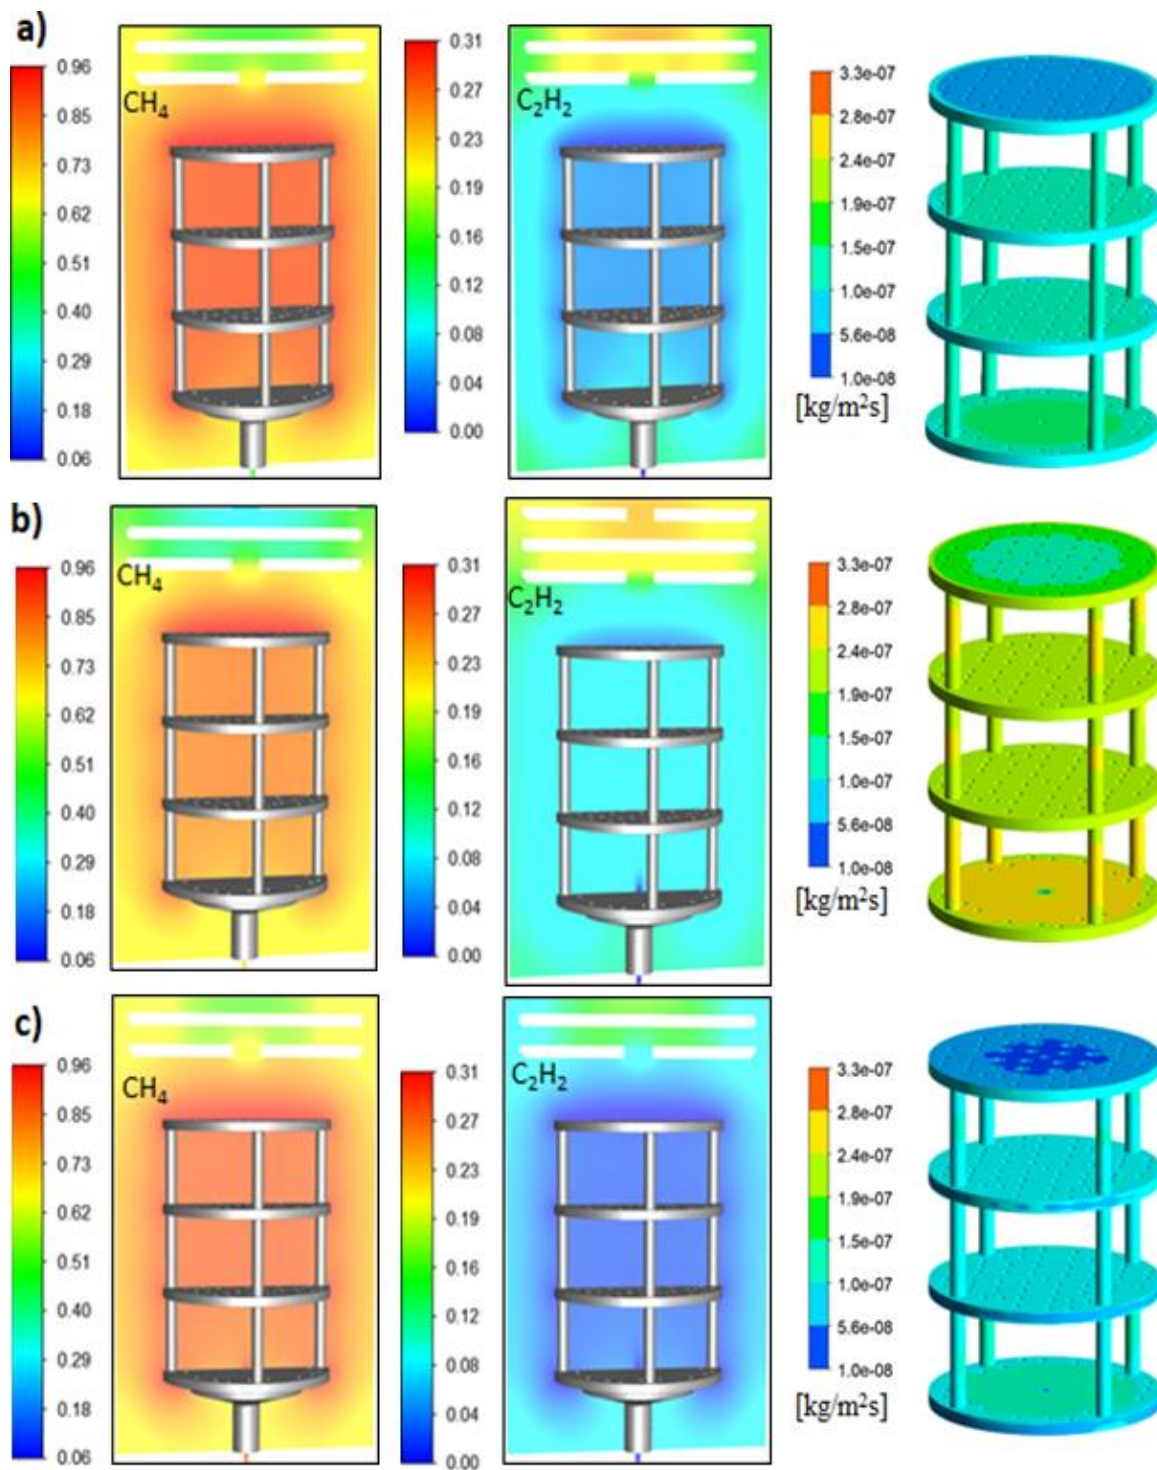 a)
0.96
0.85
0.73
0.62
0.51
0.40
0.29
0.18
0.06
CH₄
0.31
0.27
0.23
0.19
0.16
0.12
0.08
0.04
0.00
C₂H₂
3.3e-07
2.8e-07
2.4e-07
1.9e-07
1.5e-07
1.0e-07
5.6e-08
1.0e-08
[kg/m²s]
b)
0.96
0.85
0.73
0.62
0.51
0.40
0.29
0.18
0.06
CH₄
0.31
0.27
0.23
0.19
0.16
0.12
0.08
0.04
0.00
C₂H₂
3.3e-07
2.8e-07
2.4e-07
1.9e-07
1.5e-07
1.0e-07
5.6e-08
1.0e-08
[kg/m²s]
c)
0.96
0.85
0.73
0.62
0.51
0.40
0.29
0.18
0.06
CH₄
0.31
0.27
0.23
0.19
0.16
0.12
0.08
0.04
0.00
C₂H₂
3.3e-07
2.8e-07
2.4e-07
1.9e-07
1.5e-07
1.0e-07
5.6e-08
1.0e-08
[kg/m²s]